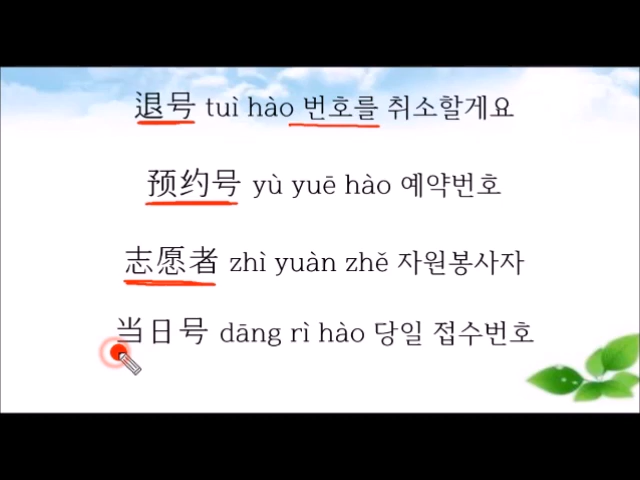 退号 tuì hào 번호를 취소할게요
预约号 yù yuē hào 예약번호
志愿者 zhì yuàn zhě 자원봉사자
当日号 dāng rì hào 당일 접수번호